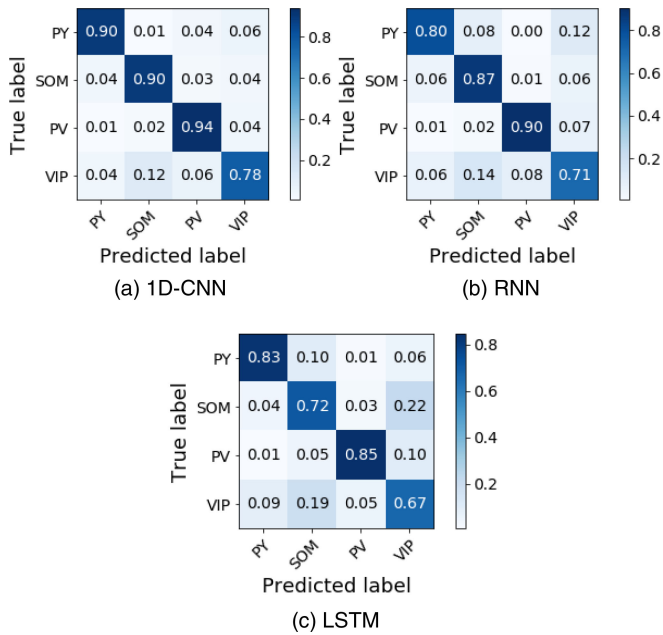 PY 0.90 0.01 0.04 0.06
SOM 0.04 0.90 0.03 0.04
PV 0.01 0.02 0.94 0.04
VIP 0.04 0.12 0.06 0.78
PY SOM PV VIP
True label
Predicted label
0.8
0.6
0.4
0.2
(a) 1D-CNN
PY 0.80 0.08 0.00 0.12
SOM 0.06 0.87 0.01 0.06
PV 0.01 0.02 0.90 0.07
VIP 0.06 0.14 0.08 0.71
PY SOM PV VIP
True label
Predicted label
0.8
0.6
0.4
0.2
(b) RNN
PY 0.83 0.10 0.01 0.06
SOM 0.04 0.72 0.03 0.22
PV 0.01 0.05 0.85 0.10
VIP 0.09 0.19 0.05 0.67
PY SOM PV VIP
True label
Predicted label
0.8
0.6
0.4
0.2
(c) LSTM